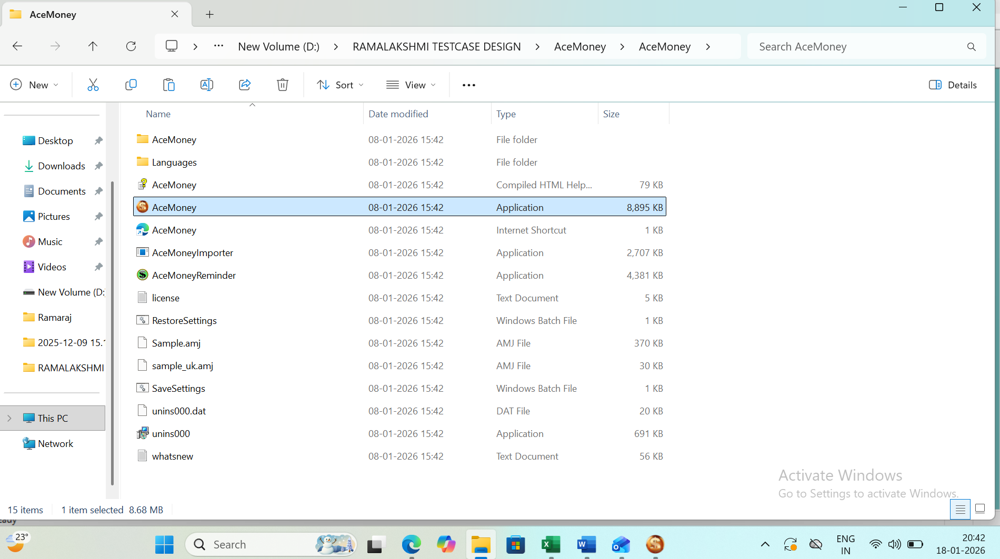 AceMoney
New Volume (D:) RAMALAKSHMI TESTCASE DESIGN AceMoney AceMoney Search AceMoney
New Sort View Details
Name Date modified Type Size
Desktop
Downloads
Documents
Pictures
Music
Videos
New Volume (D:
Ramaraj
2025-12-09 15.1
RAMALAKSHMI
This PC
Network
AceMoney 08-01-2026 15:42 File folder
Languages 08-01-2026 15:42 File folder
AceMoney 08-01-2026 15:42 Compiled HTML Help... 79 KB
AceMoney 08-01-2026 15:42 Application 8,895 KB
AceMoney 08-01-2026 15:42 Internet Shortcut 1 KB
AceMoneyImporter 08-01-2026 15:42 Application 2,707 KB
AceMoneyReminder 08-01-2026 15:42 Application 4,381 KB
license 08-01-2026 15:42 Text Document 5 KB
RestoreSettings 08-01-2026 15:42 Windows Batch File 1 KB
Sample.amj 08-01-2026 15:42 AMJ File 370 KB
sample_uk.amj 08-01-2026 15:42 AMJ File 30 KB
SaveSettings 08-01-2026 15:42 Windows Batch File 1 KB
unins000.dat 08-01-2026 15:42 DAT File 20 KB
unins000 08-01-2026 15:42 Application 691 KB
whatsnew 08-01-2026 15:42 Text Document 56 KB
Activate Windows
Go to Settings to activate Windows.
15 items 1 item selected 8.68 MB
23° Search ENG 20:42
IN 18-01-2026